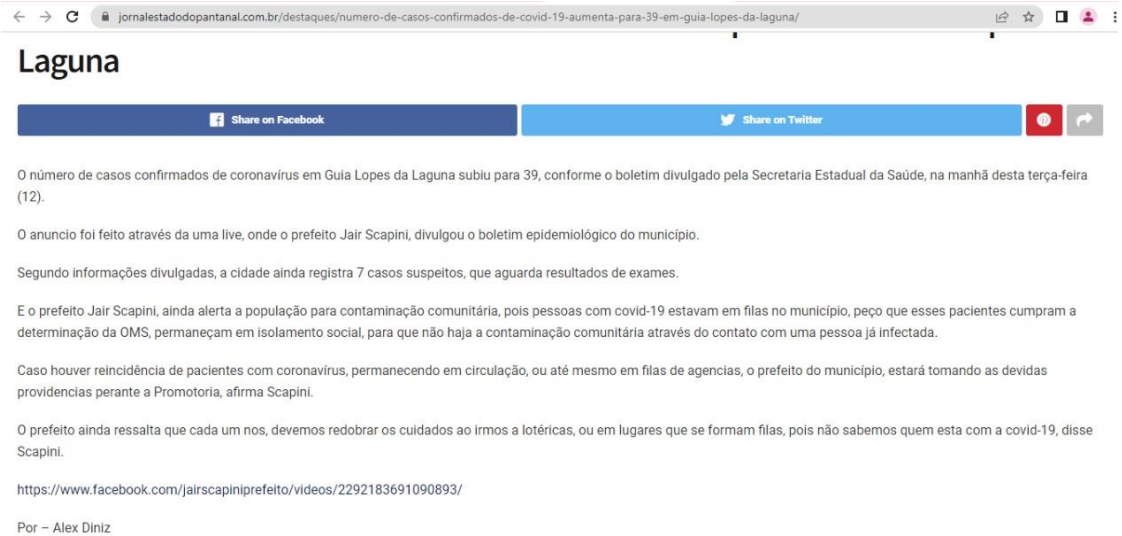 jornalestadodopantanal.com.br/destaques/numero-de-casos-confirmados-de-covid-19-aumenta-para-39-em-guia-lopes-da-laguna/
Laguna
Share on Facebook
Share on Twitter
O número de casos confirmados de coronavírus em Guia Lopes da Laguna subiu para 39, conforme o boletim divulgado pela Secretaria Estadual da Saúde, na manhã desta terça-feira
(12).
O anuncio foi feito através da uma live, onde o prefeito Jair Scapini, divulgou o boletim epidemiológico do município.
Segundo informações divulgadas, a cidade ainda registra 7 casos suspeitos, que aguarda resultados de exames.
E o prefeito Jair Scapini, ainda alerta a população para contaminação comunitária, pois pessoas com covid-19 estavam em filas no município, peço que esses pacientes cumpram a
determinação da OMS, permaneçam em isolamento social, para que não haja a contaminação comunitária através do contato com uma pessoa já infectada.
Caso houver reincidência de pacientes com coronavírus, permanecendo em circulação, ou até mesmo em filas de agencias, o prefeito do município, estará tomando as devidas
providencias perante a Promotoria, afirma Scapini.
O prefeito ainda ressalta que cada um nos, devemos redobrar os cuidados ao irmos a lotéricas, ou em lugares que se formam filas, pois não sabemos quem esta com a covid-19, disse
Scapini.
https://www.facebook.com/jairscapiniprefeito/videos/2292183691090893/
Por – Alex Diniz